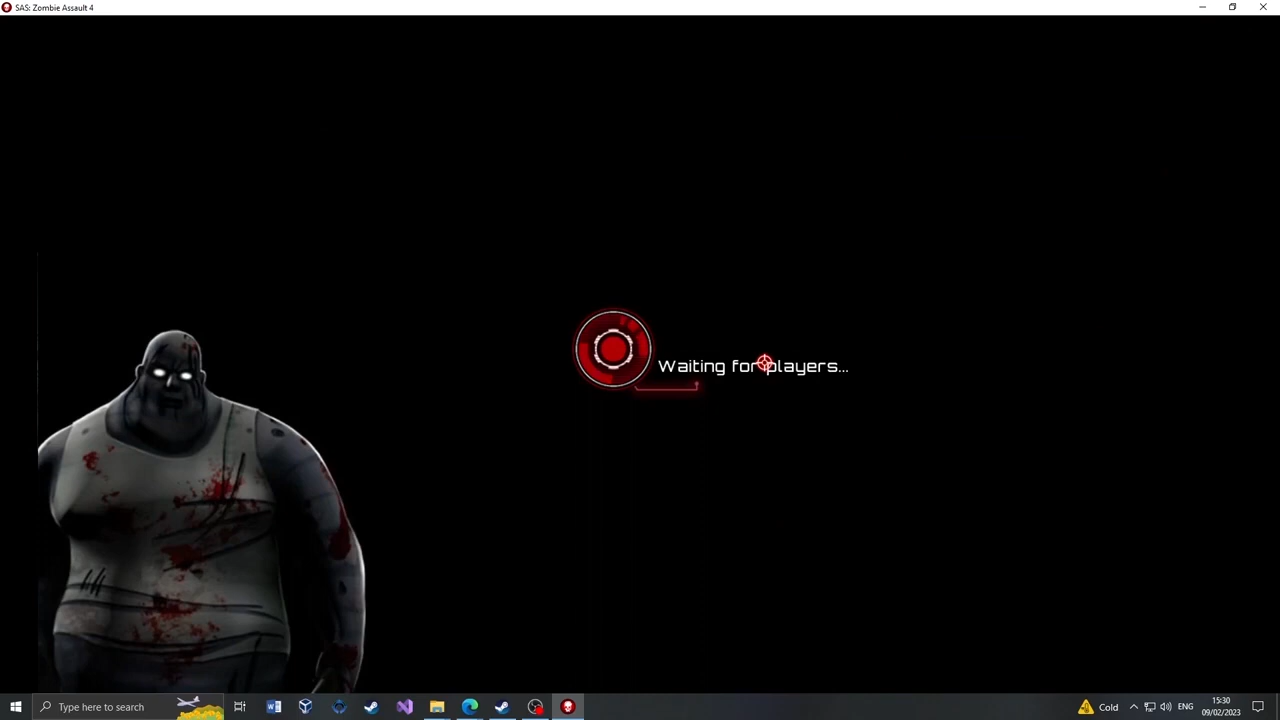 SAS: Zombie Assault 4
Waiting for players...
Type here to search
Cold
ENG
15:30
09/02/2023